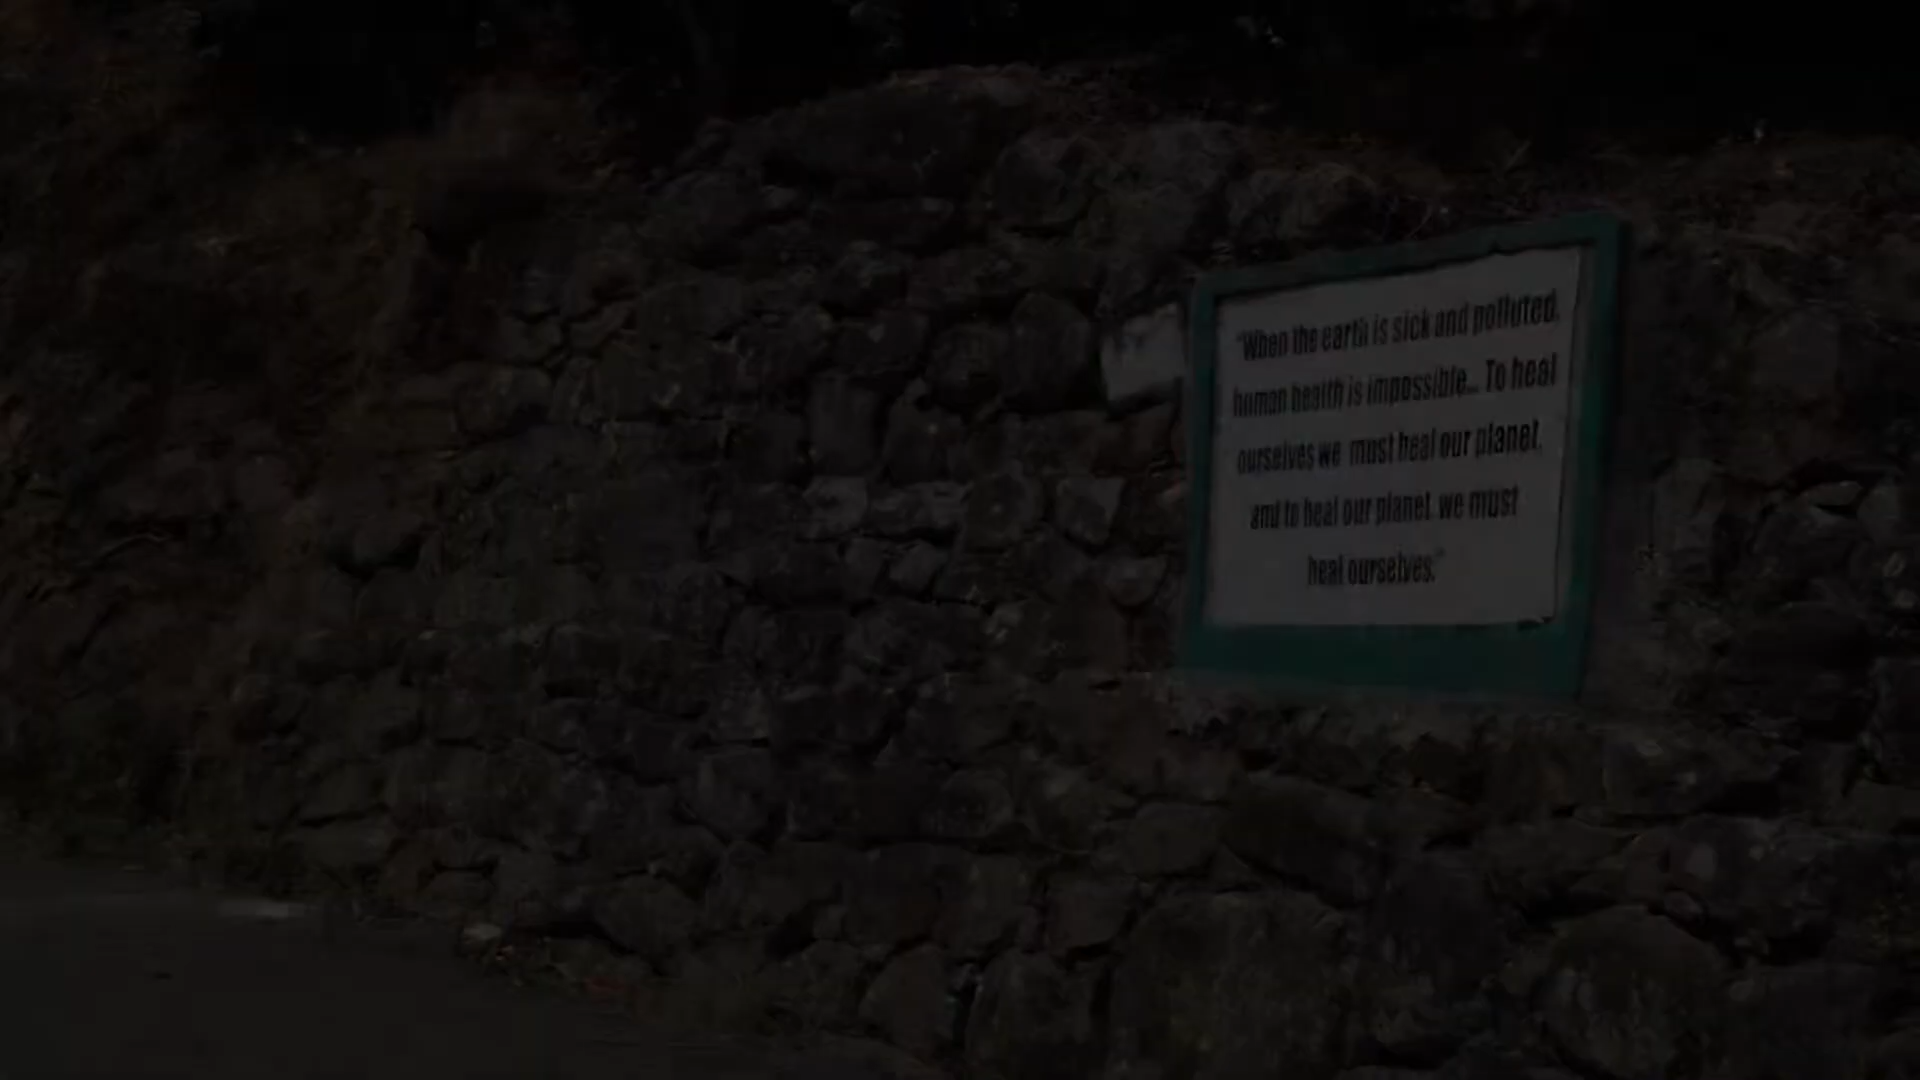 "When the earth is sick and polluted,
human health is impossible... To heal
ourselves we must heal our planet,
and to heal our planet, we must
heal ourselves."